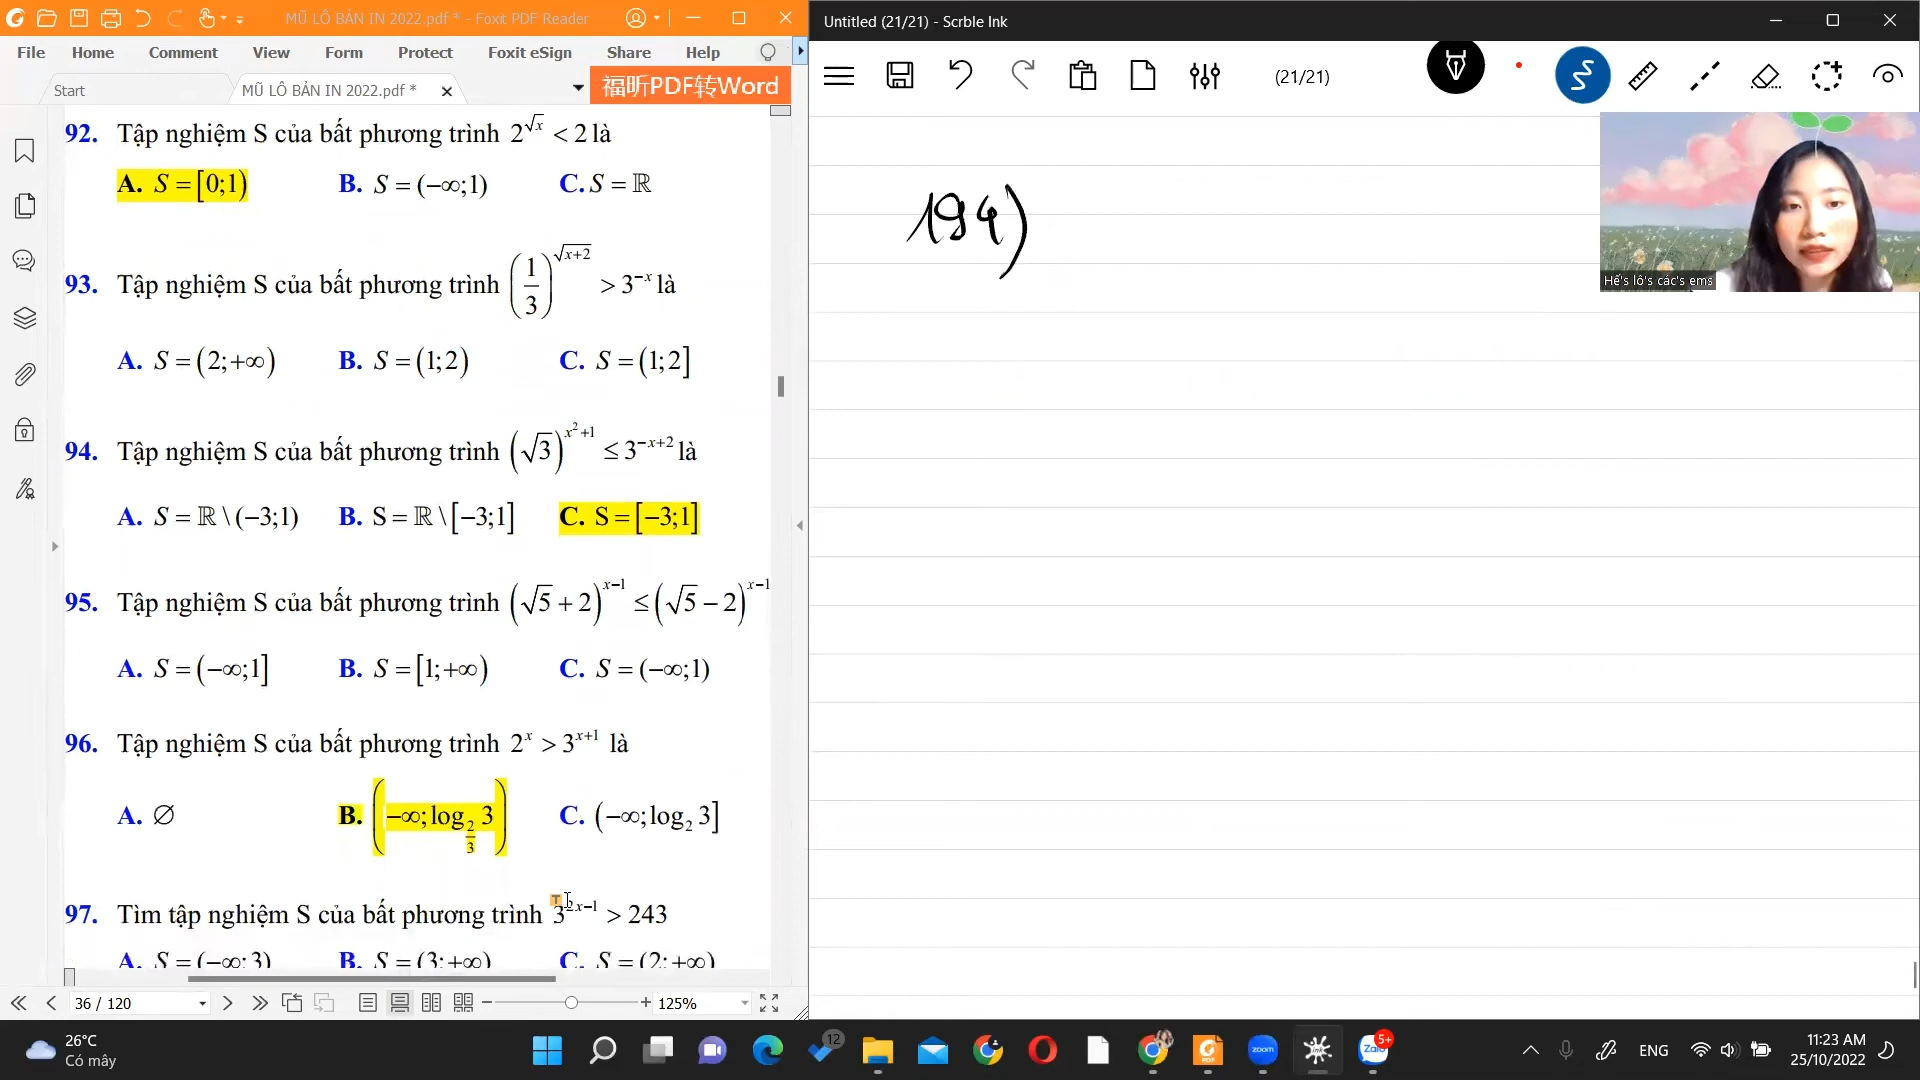 MŨ LÔ BẢN IN 2022.pdf * - Foxit PDF Reader
File Home Comment View Form Protect Foxit eSign Share Help
Start MŨ LÔ BẢN IN 2022.pdf * 福昕PDF转Word
92. Tập nghiệm S của bất phương trình 2^{√x} < 2 là
A. S = [0;1) B. S = (−∞;1) C. S = ℝ
93. Tập nghiệm S của bất phương trình (1/3)^{√(x+2)} > 3^{−x} là
A. S = (2;+∞) B. S = (1;2) C. S = (1;2]
94. Tập nghiệm S của bất phương trình (√3)^{x²+1} ≤ 3^{−x+2} là
A. S = ℝ \ (−3;1) B. S = ℝ \ [−3;1] C. S = [−3;1]
95. Tập nghiệm S của bất phương trình (√5 + 2)^{x−1} ≤ (√5 − 2)^{x−1}
A. S = (−∞;1] B. S = [1;+∞) C. S = (−∞;1)
96. Tập nghiệm S của bất phương trình 2^x > 3^{x+1} là
A. ∅ B. (−∞; log_{2/3} 3) C. (−∞; log_2 3]
97. Tìm tập nghiệm S của bất phương trình 3^{2x−1} > 243
A. S = (−∞;3) B. S = (3;+∞) C. S = (2;+∞)
36 / 120
125%
Untitled (21/21) - Scrble Ink
(21/21)
194)
Hế's lô's các's ems
26°C
Có mây
12
zoom
Zalo
5+
ENG
11:23 AM
25/10/2022